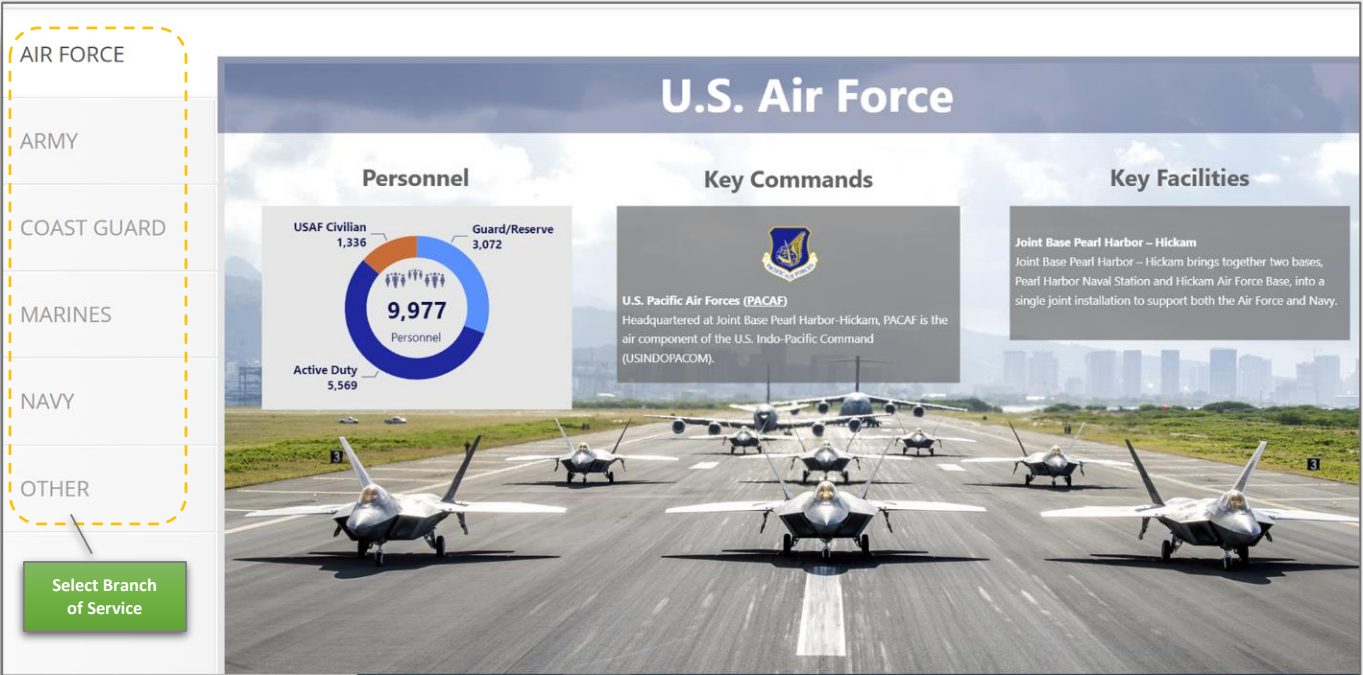 AIR FORCE
ARMY
COAST GUARD
MARINES
NAVY
OTHER
Select Branch
of Service
U.S. Air Force
Personnel
USAF Civilian
1,336
Guard/Reserve
3,072
9,977
Personnel
Active Duty
5,569
Key Commands
PACIFIC AIR FORCES
U.S. Pacific Air Forces (PACAF)
Headquartered at Joint Base Pearl Harbor-Hickam, PACAF is the
air component of the U.S. Indo-Pacific Command
(USINDOPACOM).
Key Facilities
Joint Base Pearl Harbor – Hickam
Joint Base Pearl Harbor – Hickam brings together two bases,
Pearl Harbor Naval Station and Hickam Air Force Base, into a
single joint installation to support both the Air Force and Navy.
3
3